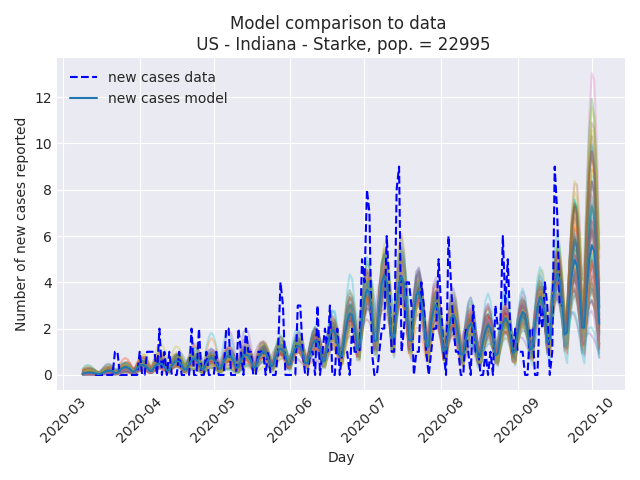 Model comparison to data
US - Indiana - Starke, pop. = 22995
new cases data
new cases model
Number of new cases reported
12
10
8
6
4
2
0
2020-03
2020-04
2020-05
2020-06
2020-07
2020-08
2020-09
2020-10
Day